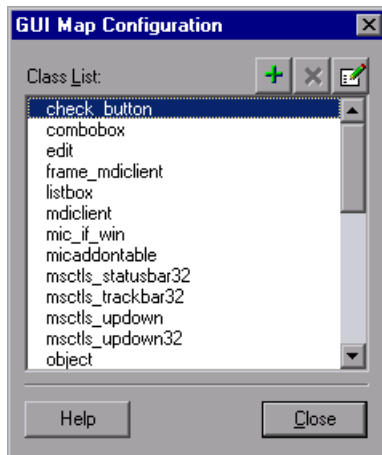 GUI Map Configuration
Class List:
check_button
combobox
edit
frame_mdiclient
listbox
mdiclient
mic_if_win
micaddontable
msctls_statusbar32
msctls_trackbar32
msctls_updown
msctls_updown32
object
Help
Close